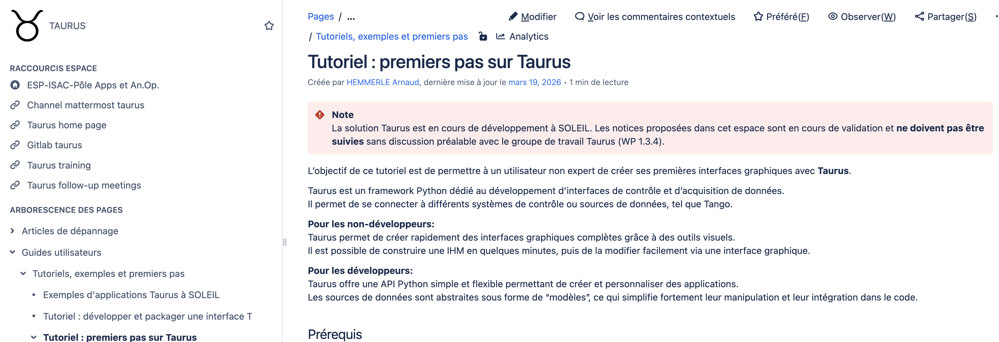 TAURUS
RACCOURCIS ESPACE
ESP-ISAC-Pôle Apps et An.Op.
Channel mattermost taurus
Taurus home page
Gitlab taurus
Taurus training
Taurus follow-up meetings
ARBORESCENCE DES PAGES
Articles de dépannage
Guides utilisateurs
Tutoriels, exemples et premiers pas
• Exemples d'applications Taurus à SOLEIL
• Tutoriel : développer et packager une interface T
Tutoriel : premiers pas sur Taurus
Pages / ...
Modifier Voir les commentaires contextuels Préféré(F) Observer(W) Partager(S)
/ Tutoriels, exemples et premiers pas Analytics
Tutoriel : premiers pas sur Taurus
Créée par HEMMERLE Arnaud, dernière mise à jour le mars 19, 2026 • 1 min de lecture
Note
La solution Taurus est en cours de développement à SOLEIL. Les notices proposées dans cet espace sont en cours de validation et ne doivent pas être
suivies sans discussion préalable avec le groupe de travail Taurus (WP 1.3.4).
L’objectif de ce tutoriel est de permettre à un utilisateur non expert de créer ses premières interfaces graphiques avec Taurus.
Taurus est un framework Python dédié au développement d’interfaces de contrôle et d’acquisition de données.
Il permet de se connecter à différents systèmes de contrôle ou sources de données, tel que Tango.
Pour les non-développeurs:
Taurus permet de créer rapidement des interfaces graphiques complètes grâce à des outils visuels.
Il est possible de construire une IHM en quelques minutes, puis de la modifier facilement via une interface graphique.
Pour les développeurs:
Taurus offre une API Python simple et flexible permettant de créer et personnaliser des applications.
Les sources de données sont abstraites sous forme de “modèles”, ce qui simplifie fortement leur manipulation et leur intégration dans le code.
Prérequis